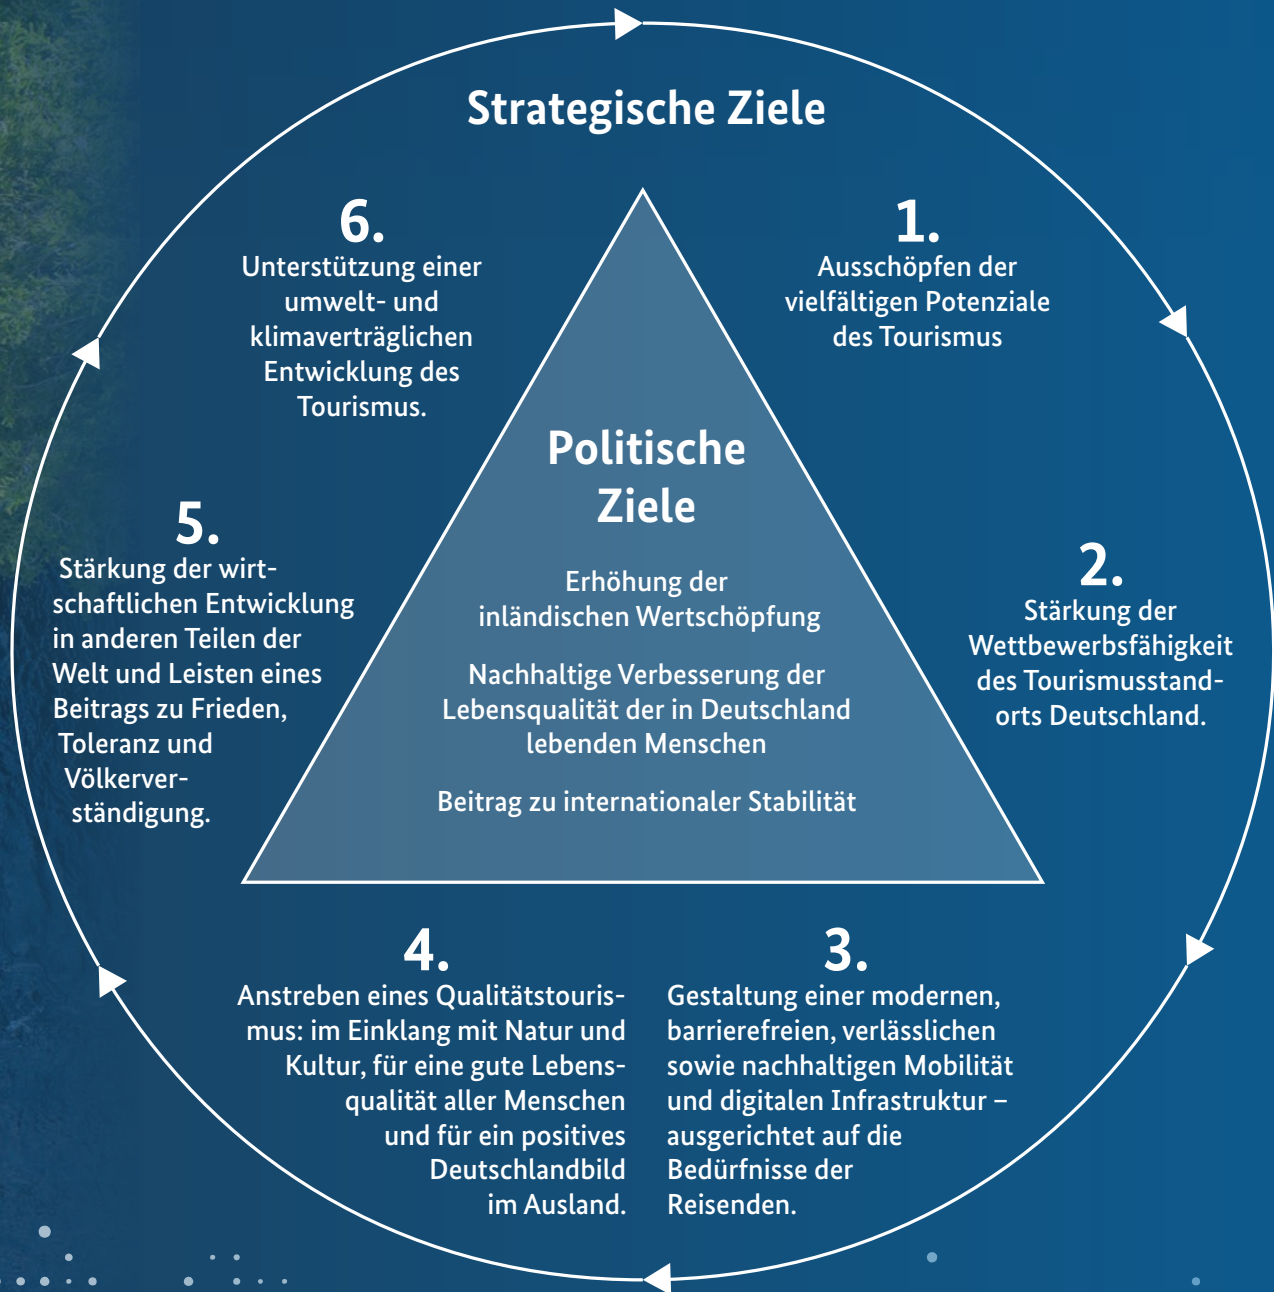 Strategische Ziele
1.
Ausschöpfen der
vielfältigen Potenziale
des Tourismus
2.
Stärkung der
Wettbewerbsfähigkeit
des Tourismusstand-
orts Deutschland.
3.
Gestaltung einer modernen,
barrierefreien, verlässlichen
sowie nachhaltigen Mobilität
und digitalen Infrastruktur –
ausgerichtet auf die
Bedürfnisse der
Reisenden.
4.
Anstreben eines Qualitätstouris-
mus: im Einklang mit Natur und
Kultur, für eine gute Lebens-
qualität aller Menschen
und für ein positives
Deutschlandbild
im Ausland.
5.
Stärkung der wirt-
schaftlichen Entwicklung
in anderen Teilen der
Welt und Leisten eines
Beitrags zu Frieden,
Toleranz und
Völkerver-
ständigung.
6.
Unterstützung einer
umwelt- und
klimaverträglichen
Entwicklung des
Tourismus.
Politische
Ziele
Erhöhung der
inländischen Wertschöpfung
Nachhaltige Verbesserung der
Lebensqualität der in Deutschland
lebenden Menschen
Beitrag zu internationaler Stabilität